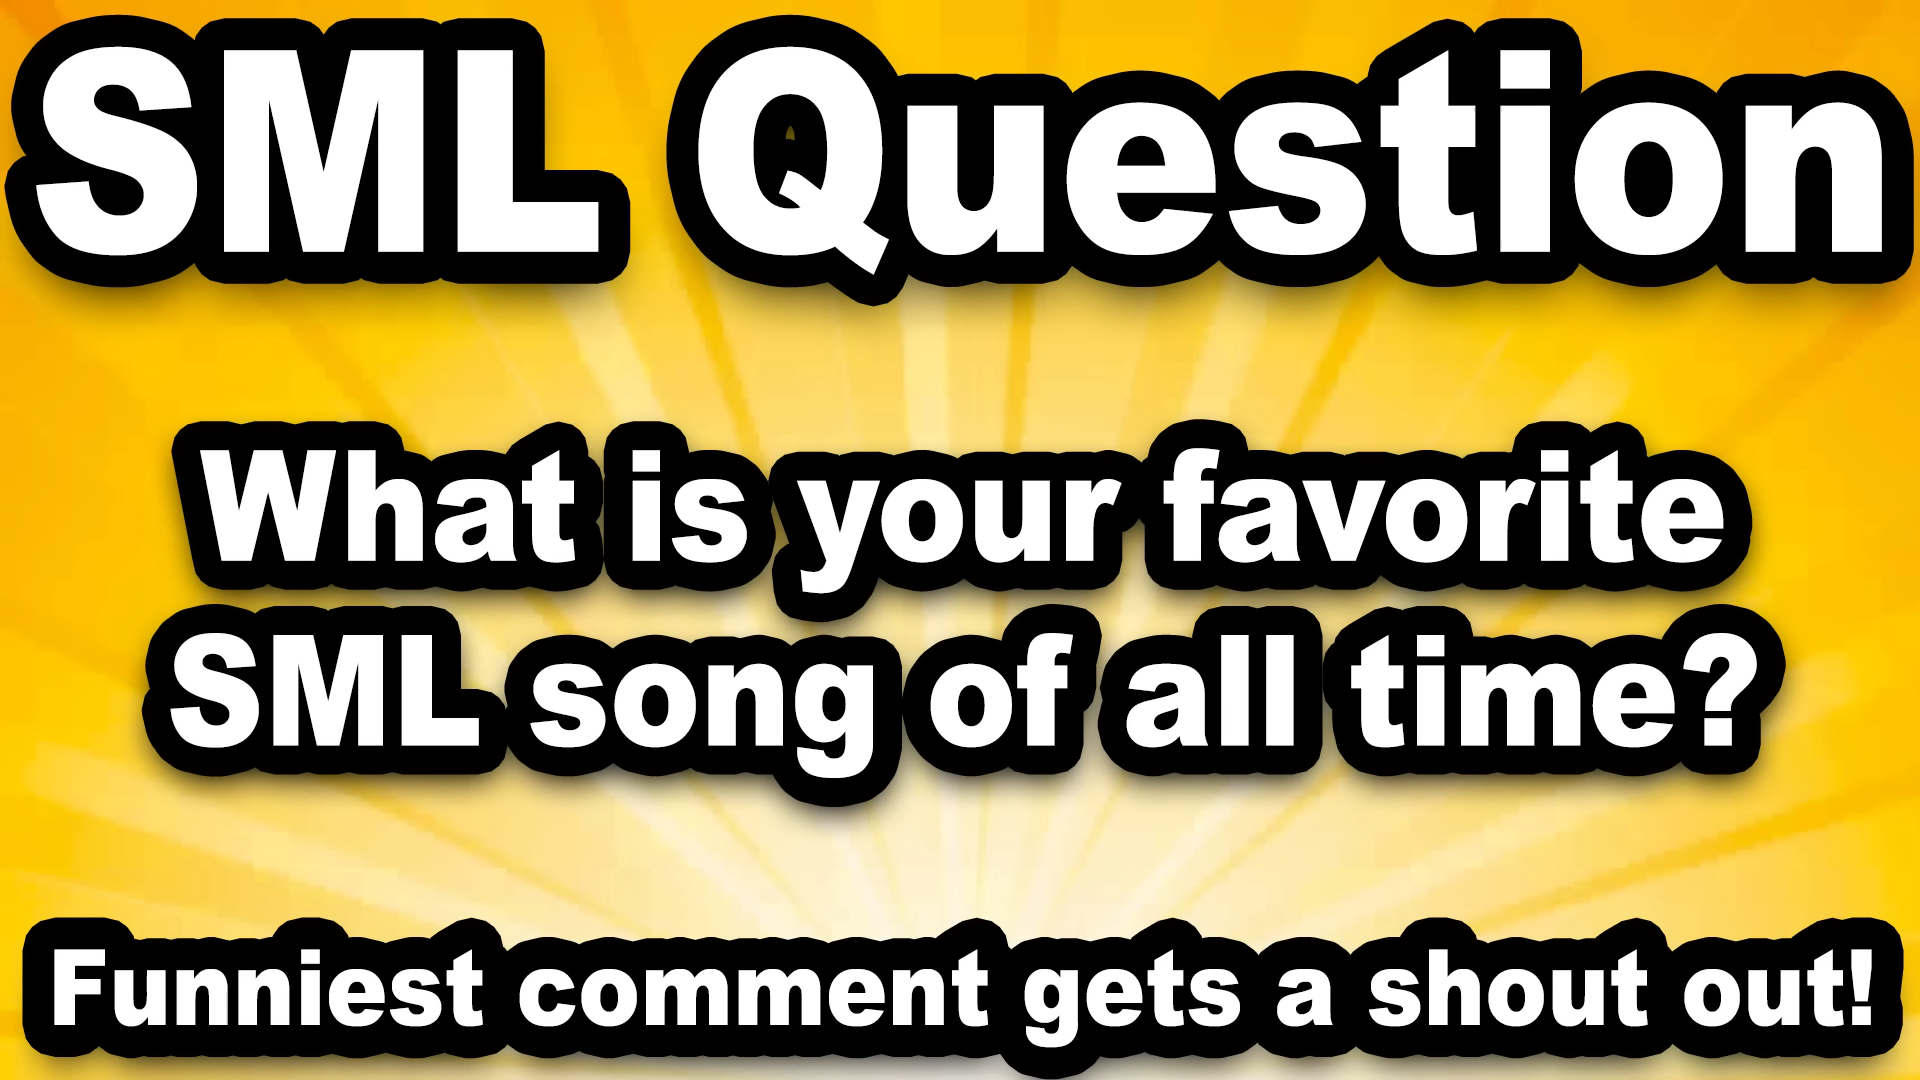 SML Question
What is your favorite
SML song of all time?
Funniest comment gets a shout out!